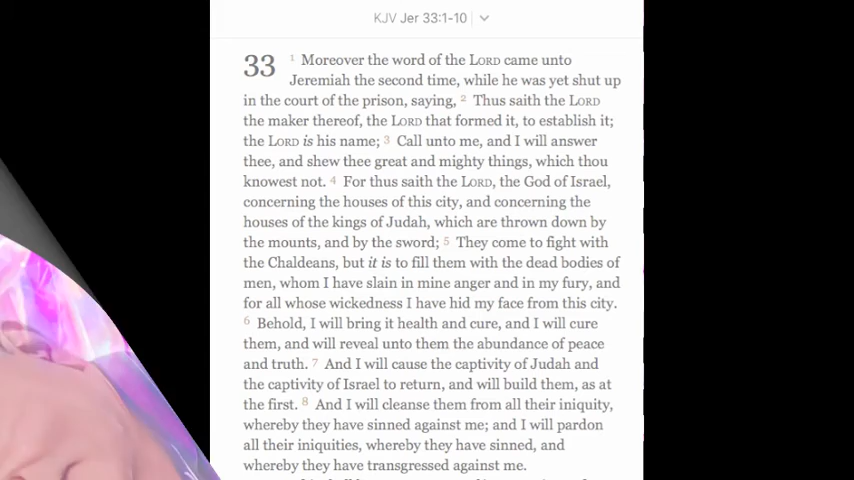 KJV Jer 33:1-10
33 1 Moreover the word of the LORD came unto
Jeremiah the second time, while he was yet shut up
in the court of the prison, saying, 2 Thus saith the LORD
the maker thereof, the LORD that formed it, to establish it;
the LORD is his name; 3 Call unto me, and I will answer
thee, and shew thee great and mighty things, which thou
knowest not. 4 For thus saith the LORD, the God of Israel,
concerning the houses of this city, and concerning the
houses of the kings of Judah, which are thrown down by
the mounts, and by the sword; 5 They come to fight with
the Chaldeans, but it is to fill them with the dead bodies of
men, whom I have slain in mine anger and in my fury, and
for all whose wickedness I have hid my face from this city.
6 Behold, I will bring it health and cure, and I will cure
them, and will reveal unto them the abundance of peace
and truth. 7 And I will cause the captivity of Judah and
the captivity of Israel to return, and will build them, as at
the first. 8 And I will cleanse them from all their iniquity,
whereby they have sinned against me; and I will pardon
all their iniquities, whereby they have sinned, and
whereby they have transgressed against me.